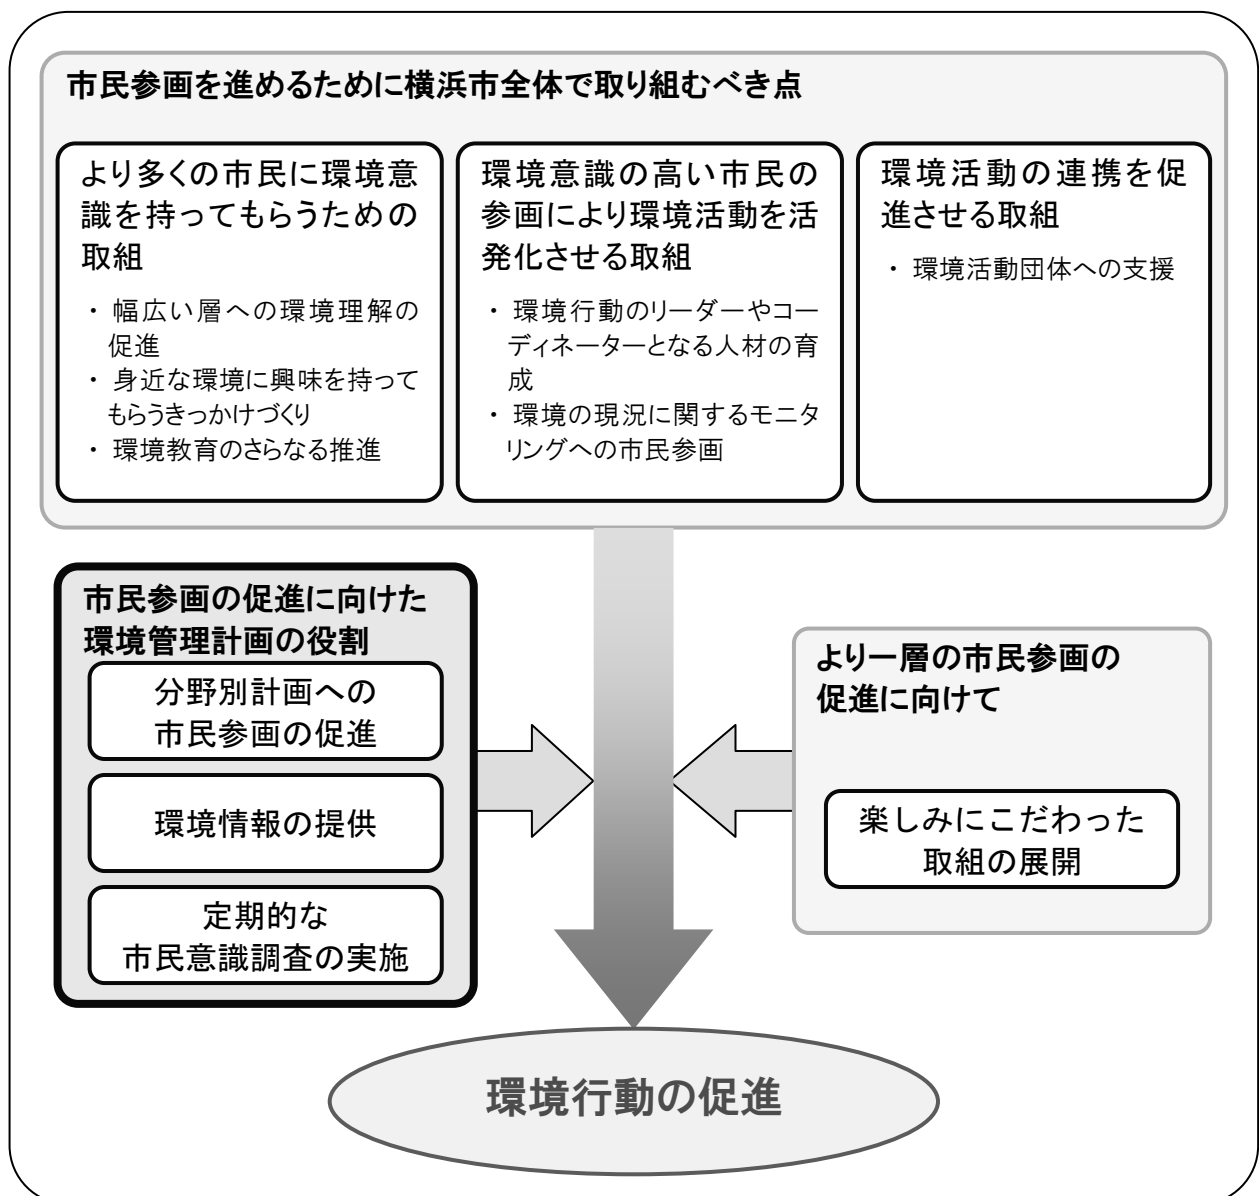 市民参画を進めるために横浜市全体で取り組むべき点
より多くの市民に環境意
識を持ってもらうための
取組
・ 幅広い層への環境理解の
促進
・ 身近な環境に興味を持って
もらうきっかけづくり
・ 環境教育のさらなる推進
環境意識の高い市民の
参画により環境活動を活
発化させる取組
・ 環境行動のリーダーやコー
ディネーターとなる人材の育
成
・ 環境の現況に関するモニタ
リングへの市民参画
環境活動の連携を促
進させる取組
・ 環境活動団体への支援
市民参画の促進に向けた
環境管理計画の役割
分野別計画への
市民参画の促進
環境情報の提供
定期的な
市民意識調査の実施
より一層の市民参画の
促進に向けて
楽しみにこだわった
取組の展開
環境行動の促進